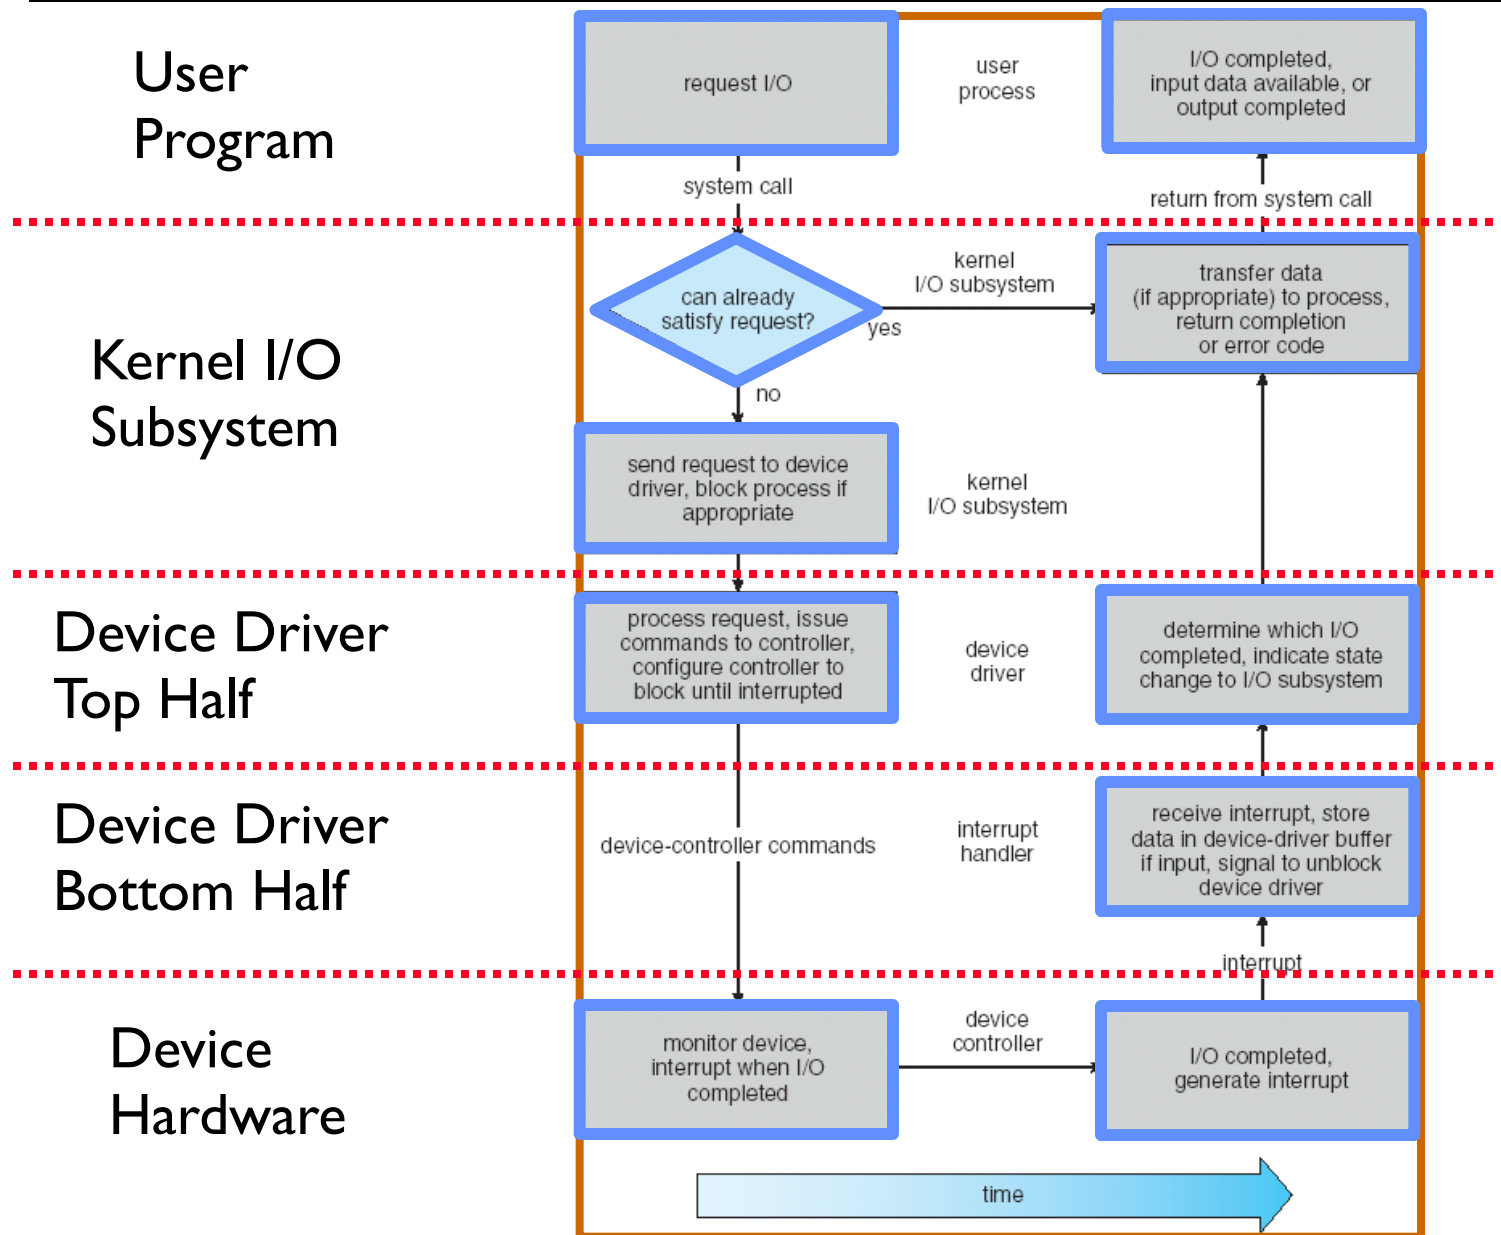 User
Program
request I/O
user
process
I/O completed,
input data available, or
output completed
system call
return from system call
Kernel I/O
Subsystem
can already
satisfy request?
kernel
I/O subsystem
yes
transfer data
(if appropriate) to process,
return completion
or error code
no
send request to device
driver, block process if
appropriate
kernel
I/O subsystem
Device Driver
Top Half
process request, issue
commands to controller,
configure controller to
block until interrupted
device
driver
determine which I/O
completed, indicate state
change to I/O subsystem
Device Driver
Bottom Half
device-controller commands
interrupt
handler
receive interrupt, store
data in device-driver buffer
if input, signal to unblock
device driver
interrupt
Device
Hardware
monitor device,
interrupt when I/O
completed
device
controller
I/O completed,
generate interrupt
time